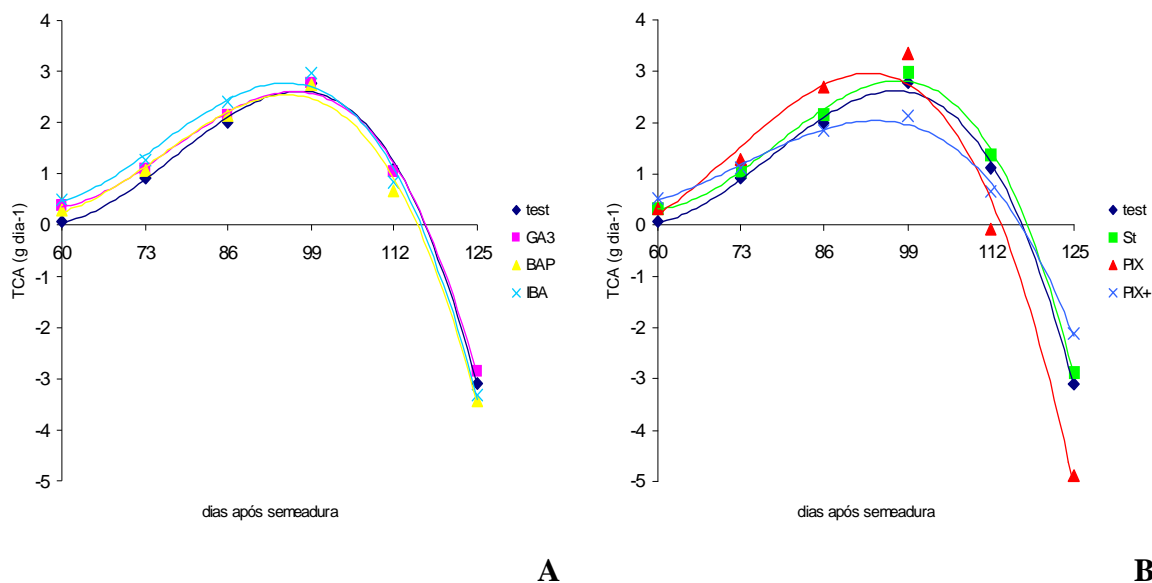 4
3
2
1
0
-1
-2
-3
-4
-5
TCA (g dia-1)
60 73 86 99 112 125
dias após semeadura
test
GA3
BAP
IBA
A
4
3
2
1
0
-1
-2
-3
-4
-5
TCA (g dia-1)
60 73 86 99 112 125
dias após semeadura
test
St
PIX
PIX+
B